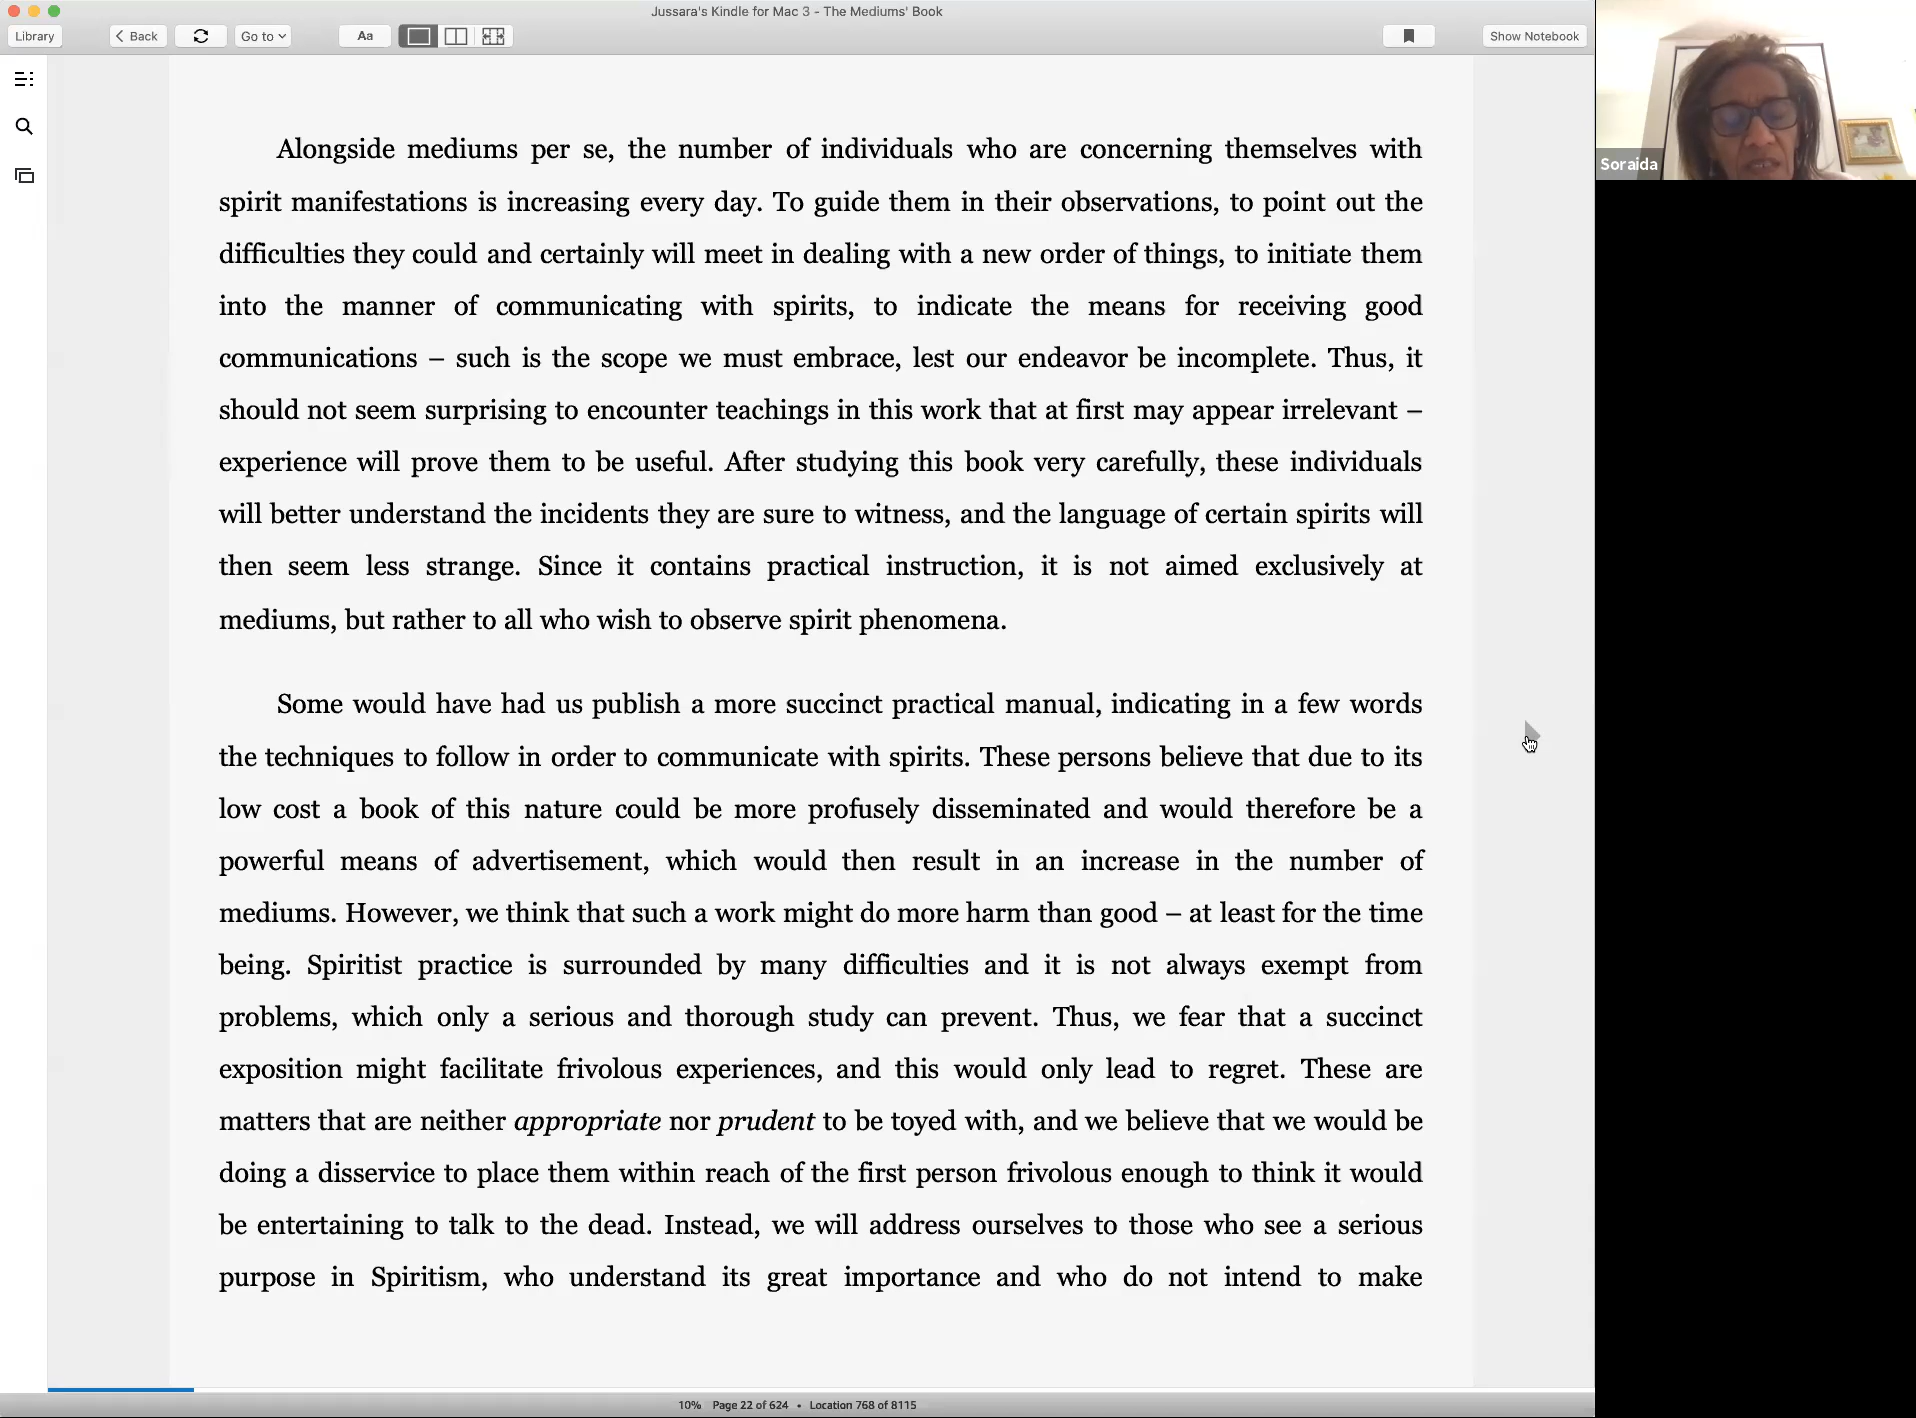 Jussara's Kindle for Mac 3 - The Mediums' Book
Library Back Go to Aa Show Notebook
Soraida
Alongside mediums per se, the number of individuals who are concerning themselves with
spirit manifestations is increasing every day. To guide them in their observations, to point out the
difficulties they could and certainly will meet in dealing with a new order of things, to initiate them
into the manner of communicating with spirits, to indicate the means for receiving good
communications – such is the scope we must embrace, lest our endeavor be incomplete. Thus, it
should not seem surprising to encounter teachings in this work that at first may appear irrelevant –
experience will prove them to be useful. After studying this book very carefully, these individuals
will better understand the incidents they are sure to witness, and the language of certain spirits will
then seem less strange. Since it contains practical instruction, it is not aimed exclusively at
mediums, but rather to all who wish to observe spirit phenomena.
Some would have had us publish a more succinct practical manual, indicating in a few words
the techniques to follow in order to communicate with spirits. These persons believe that due to its
low cost a book of this nature could be more profusely disseminated and would therefore be a
powerful means of advertisement, which would then result in an increase in the number of
mediums. However, we think that such a work might do more harm than good – at least for the time
being. Spiritist practice is surrounded by many difficulties and it is not always exempt from
problems, which only a serious and thorough study can prevent. Thus, we fear that a succinct
exposition might facilitate frivolous experiences, and this would only lead to regret. These are
matters that are neither appropriate nor prudent to be toyed with, and we believe that we would be
doing a disservice to place them within reach of the first person frivolous enough to think it would
be entertaining to talk to the dead. Instead, we will address ourselves to those who see a serious
purpose in Spiritism, who understand its great importance and who do not intend to make
10% Page 22 of 624 • Location 768 of 8115